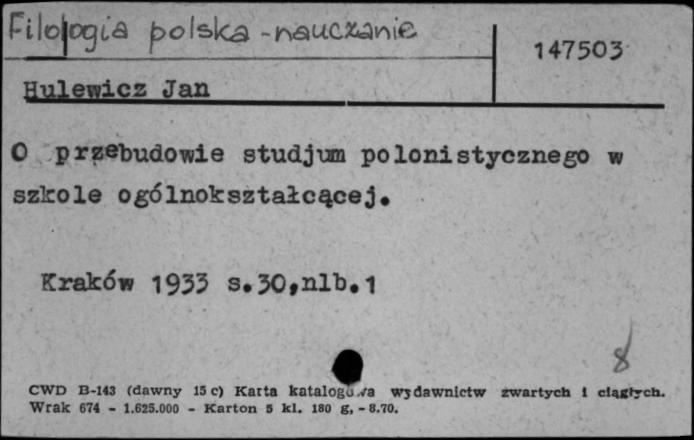 Filologia polska - nauczanie
147503
Hulewicz Jan
O przebudowie studjum polonistycznego w
szkole ogólnokształcącej.
Kraków 1933 s.30,nlb.1
8
CWD B-143 (dawny 15 c) Karta katalogowa wydawnictw zwartych i ciągłych.
Wrak 674 - 1.625.000 - Karton 5 kl. 180 g, - 8.70.